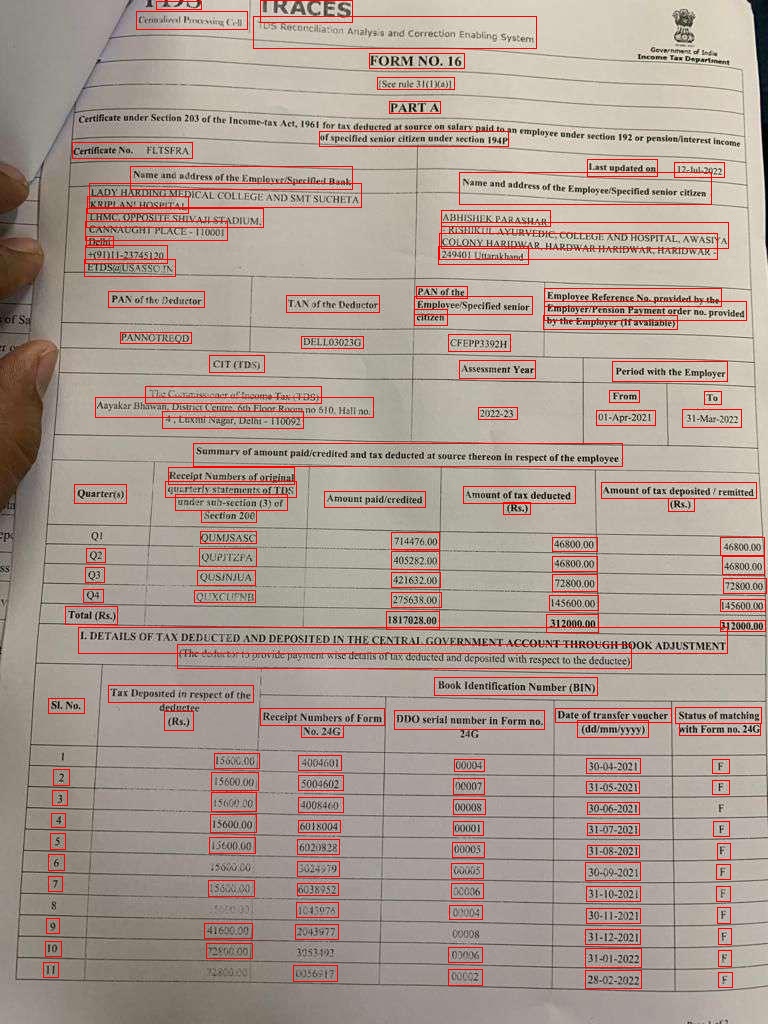 TDS
Centralized Processing Cell
TRACES
TDS Reconciliation Analysis and Correction Enabling System
Government of India
Income Tax Department
FORM NO. 16
[See rule 31(1)(a)]
PART A
Certificate under Section 203 of the Income-tax Act, 1961 for tax deducted at source on salary paid to an employee under section 192 or pension/interest income
of specified senior citizen under section 194P
Certificate No. FLTSFRA
Last updated on 12-Jul-2022
Name and address of the Employer/Specified Bank
Name and address of the Employee/Specified senior citizen
LADY HARDING MEDICAL COLLEGE AND SMT SUCHETA
KRIPLANI HOSPITAL
LHMC, OPPOSITE SHIVAJI STADIUM,
CANNAUGHT PLACE - 110001
Delhi
+(91)11-23745120
ETDS@USASSO.IN
ABHISHEK PARASHAR
- RISHIKUL AYURVEDIC, COLLEGE AND HOSPITAL, AWASIYA
COLONY HARIDWAR, HARDWAR HARIDWAR, HARIDWAR -
249401 Uttarakhand
PAN of the Deductor
TAN of the Deductor
PAN of the
Employee/Specified senior
citizen
Employee Reference No. provided by the
Employer/Pension Payment order no. provided
by the Employer (If available)
PANNOTREQD
DELL03023G
CFEPP3392H
CIT (TDS)
Assessment Year
Period with the Employer
The Commissioner of Income Tax (TDS)
Aayakar Bhawan, District Centre, 6th Floor Room no 610, Hall no.
4 , Luxmi Nagar, Delhi - 110092
2022-23
From
To
01-Apr-2021
31-Mar-2022
Summary of amount paid/credited and tax deducted at source thereon in respect of the employee
Quarter(s)
Receipt Numbers of original
quarterly statements of TDS
under sub-section (3) of
Section 200
Amount paid/credited
Amount of tax deducted
(Rs.)
Amount of tax deposited / remitted
(Rs.)
Q1 QUMJSASC 714476.00 46800.00 46800.00
Q2 QUPJTZPA 405282.00 46800.00 46800.00
Q3 QUSJNJUA 421632.00 72800.00 72800.00
Q4 QUXCUFNB 275638.00 145600.00 145600.00
Total (Rs.) 1817028.00 312000.00 312000.00
I. DETAILS OF TAX DEDUCTED AND DEPOSITED IN THE CENTRAL GOVERNMENT ACCOUNT THROUGH BOOK ADJUSTMENT
(The deductor to provide payment wise details of tax deducted and deposited with respect to the deductee)
Sl. No.
Tax Deposited in respect of the
deductee
(Rs.)
Book Identification Number (BIN)
Receipt Numbers of Form
No. 24G
DDO serial number in Form no.
24G
Date of transfer voucher
(dd/mm/yyyy)
Status of matching
with Form no. 24G
1 15600.00 4004601 00004 30-04-2021 F
2 15600.00 5004602 00007 31-05-2021 F
3 15600.00 4008460 00008 30-06-2021 F
4 15600.00 6018004 00001 31-07-2021 F
5 15600.00 6020828 00005 31-08-2021 F
6 15600.00 5024979 00005 30-09-2021 F
7 15600.00 6038952 00006 31-10-2021 F
8 15600.00 1043976 00004 30-11-2021 F
9 41600.00 2043977 00008 31-12-2021 F
10 72800.00 3053492 00006 31-01-2022 F
11 72800.00 0056917 00002 28-02-2022 F